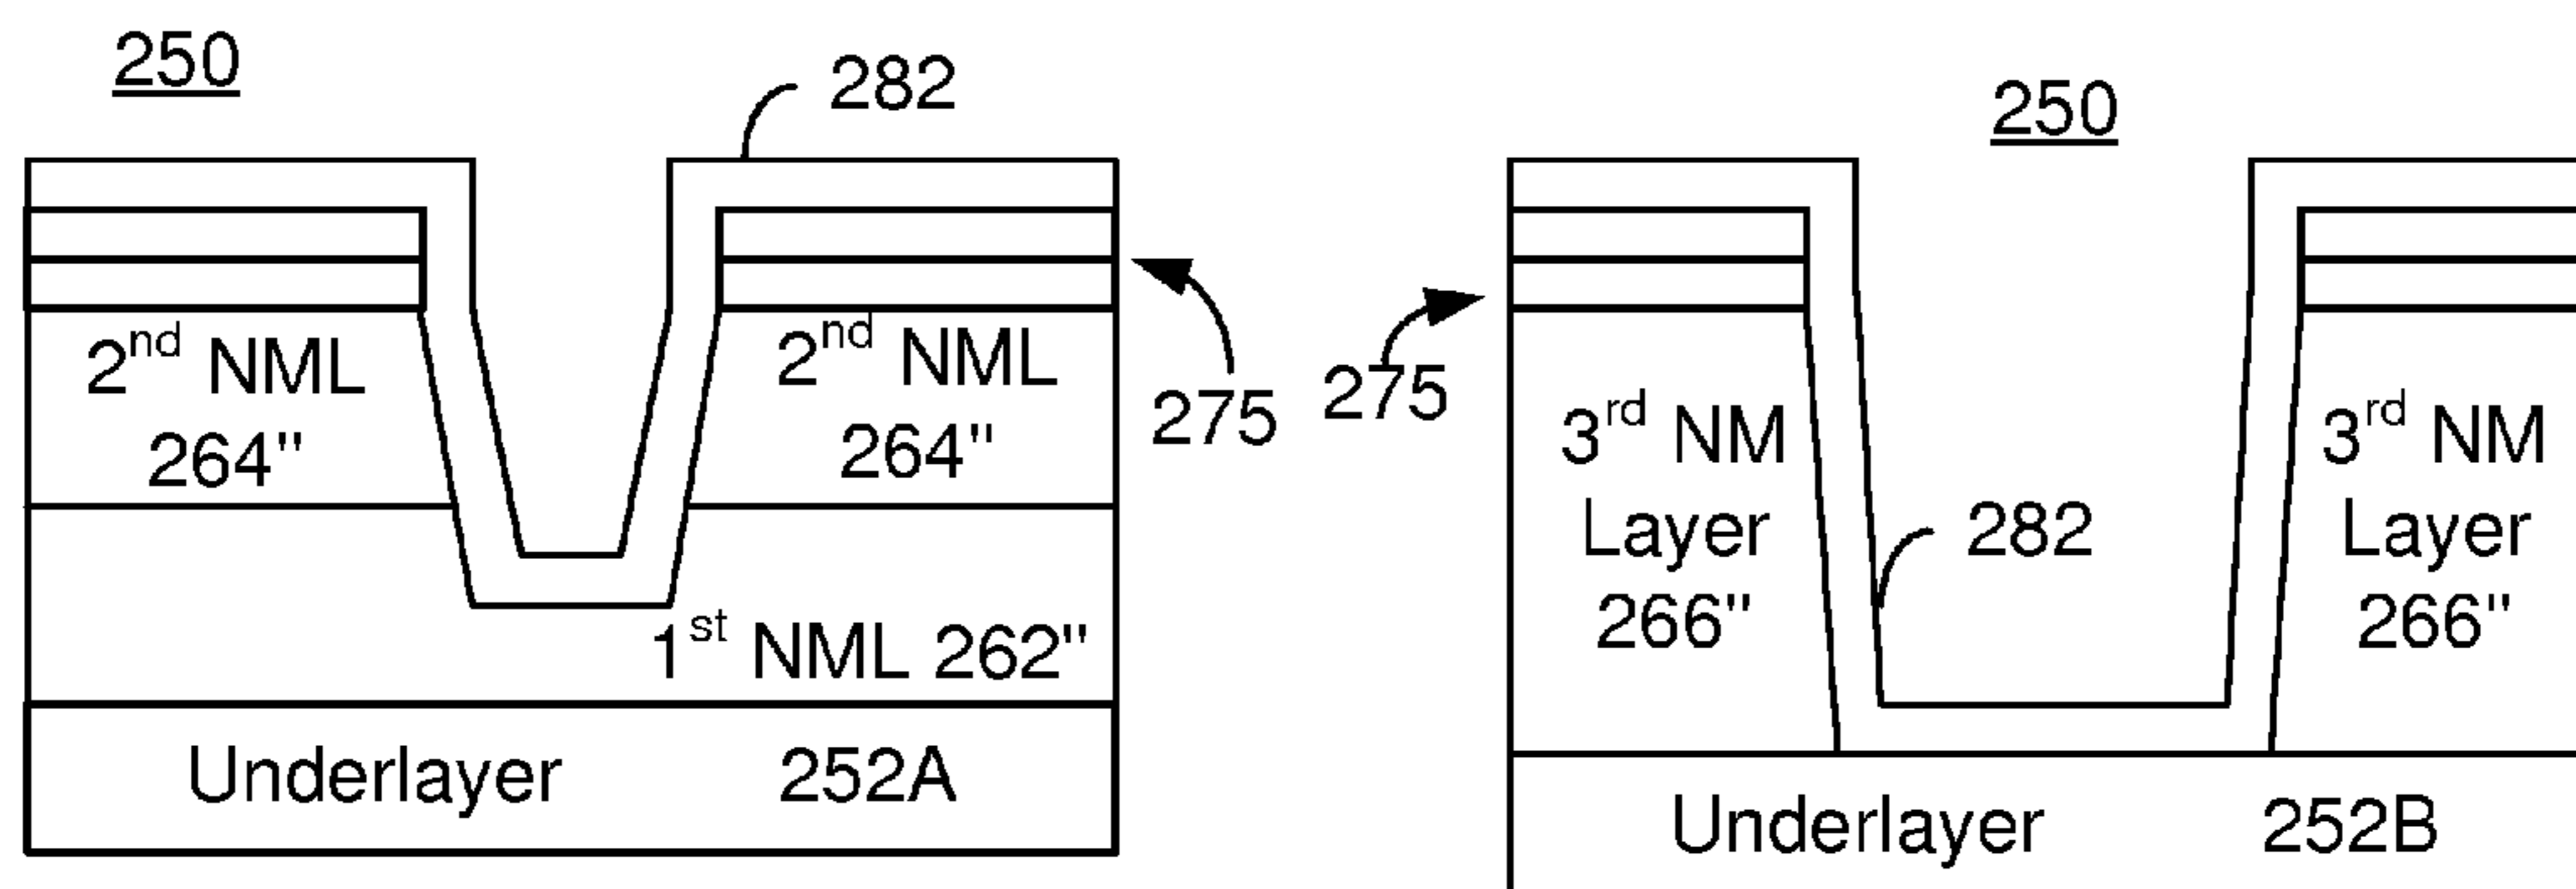 250
282
2nd NML
264"
2nd NML
264"
275
1st NML 262"
Underlayer 252A
250
275
3rd NM
Layer
266"
282
3rd NM
Layer
266"
Underlayer 252B